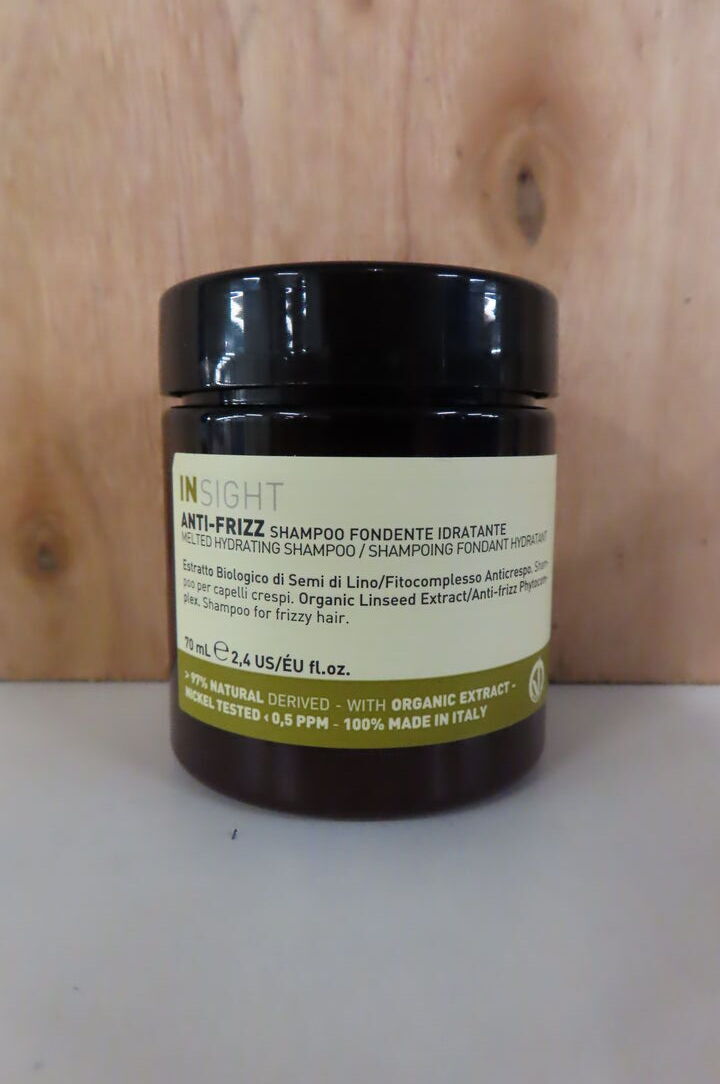 INSIGHT
ANTI-FRIZZ SHAMPOO FONDENTE IDRATANTE
MELTED HYDRATING SHAMPOO / SHAMPOING FONDANT HYDRATANT
Estratto Biologico di Semi di Lino/Fitocomplesso Anticrespo. Sham-
poo per capelli crespi. Organic Linseed Extract/Anti-frizz Phytocom-
plex. Shampoo for frizzy hair.
70 mL ℮ 2,4 US/ÉU fl.oz.
> 97% NATURAL DERIVED - WITH ORGANIC EXTRACT -
NICKEL TESTED < 0,5 PPM - 100% MADE IN ITALY